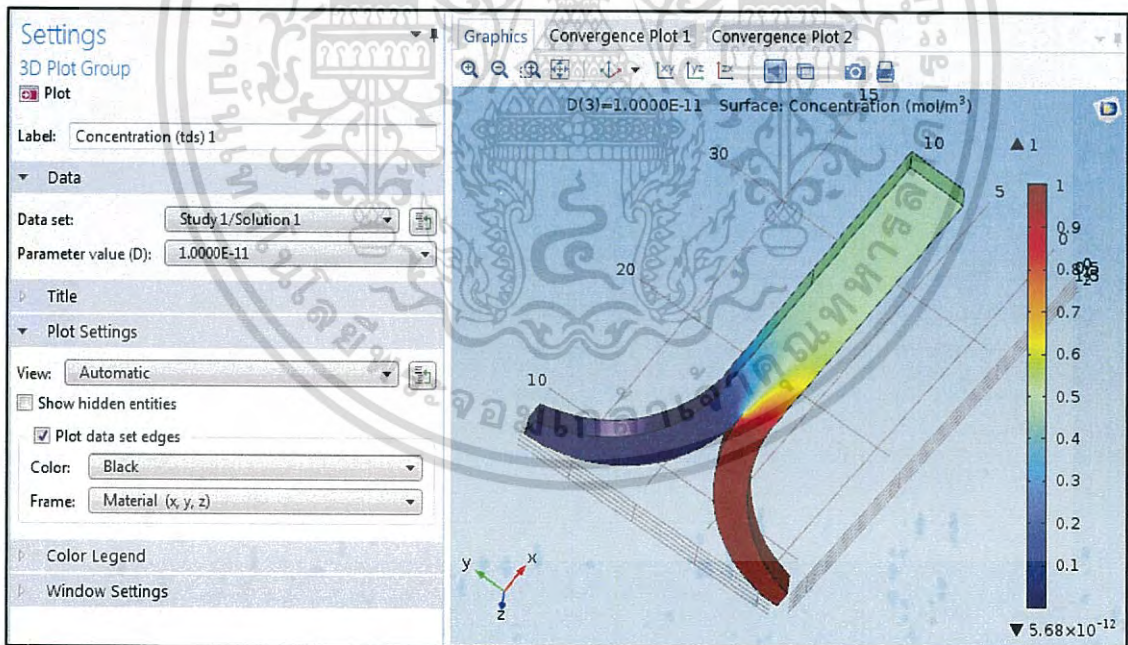 Settings
3D Plot Group
Plot
Label: Concentration (tds) 1
Data
Data set: Study 1/Solution 1
Parameter value (D): 1.0000E-11
Title
Plot Settings
View: Automatic
Show hidden entities
Plot data set edges
Color: Black
Frame: Material (x, y, z)
Color Legend
Window Settings
Graphics Convergence Plot 1 Convergence Plot 2
xy yz zx
15
D(3)=1.0000E-11 Surface: Concentration (mol/m³)
30
10
5
20
10
0
▲ 1
1
0.9
0.8
0.7
0.6
0.5
0.4
0.3
0.2
0.1
▼ 5.68×10⁻¹²
y x
z